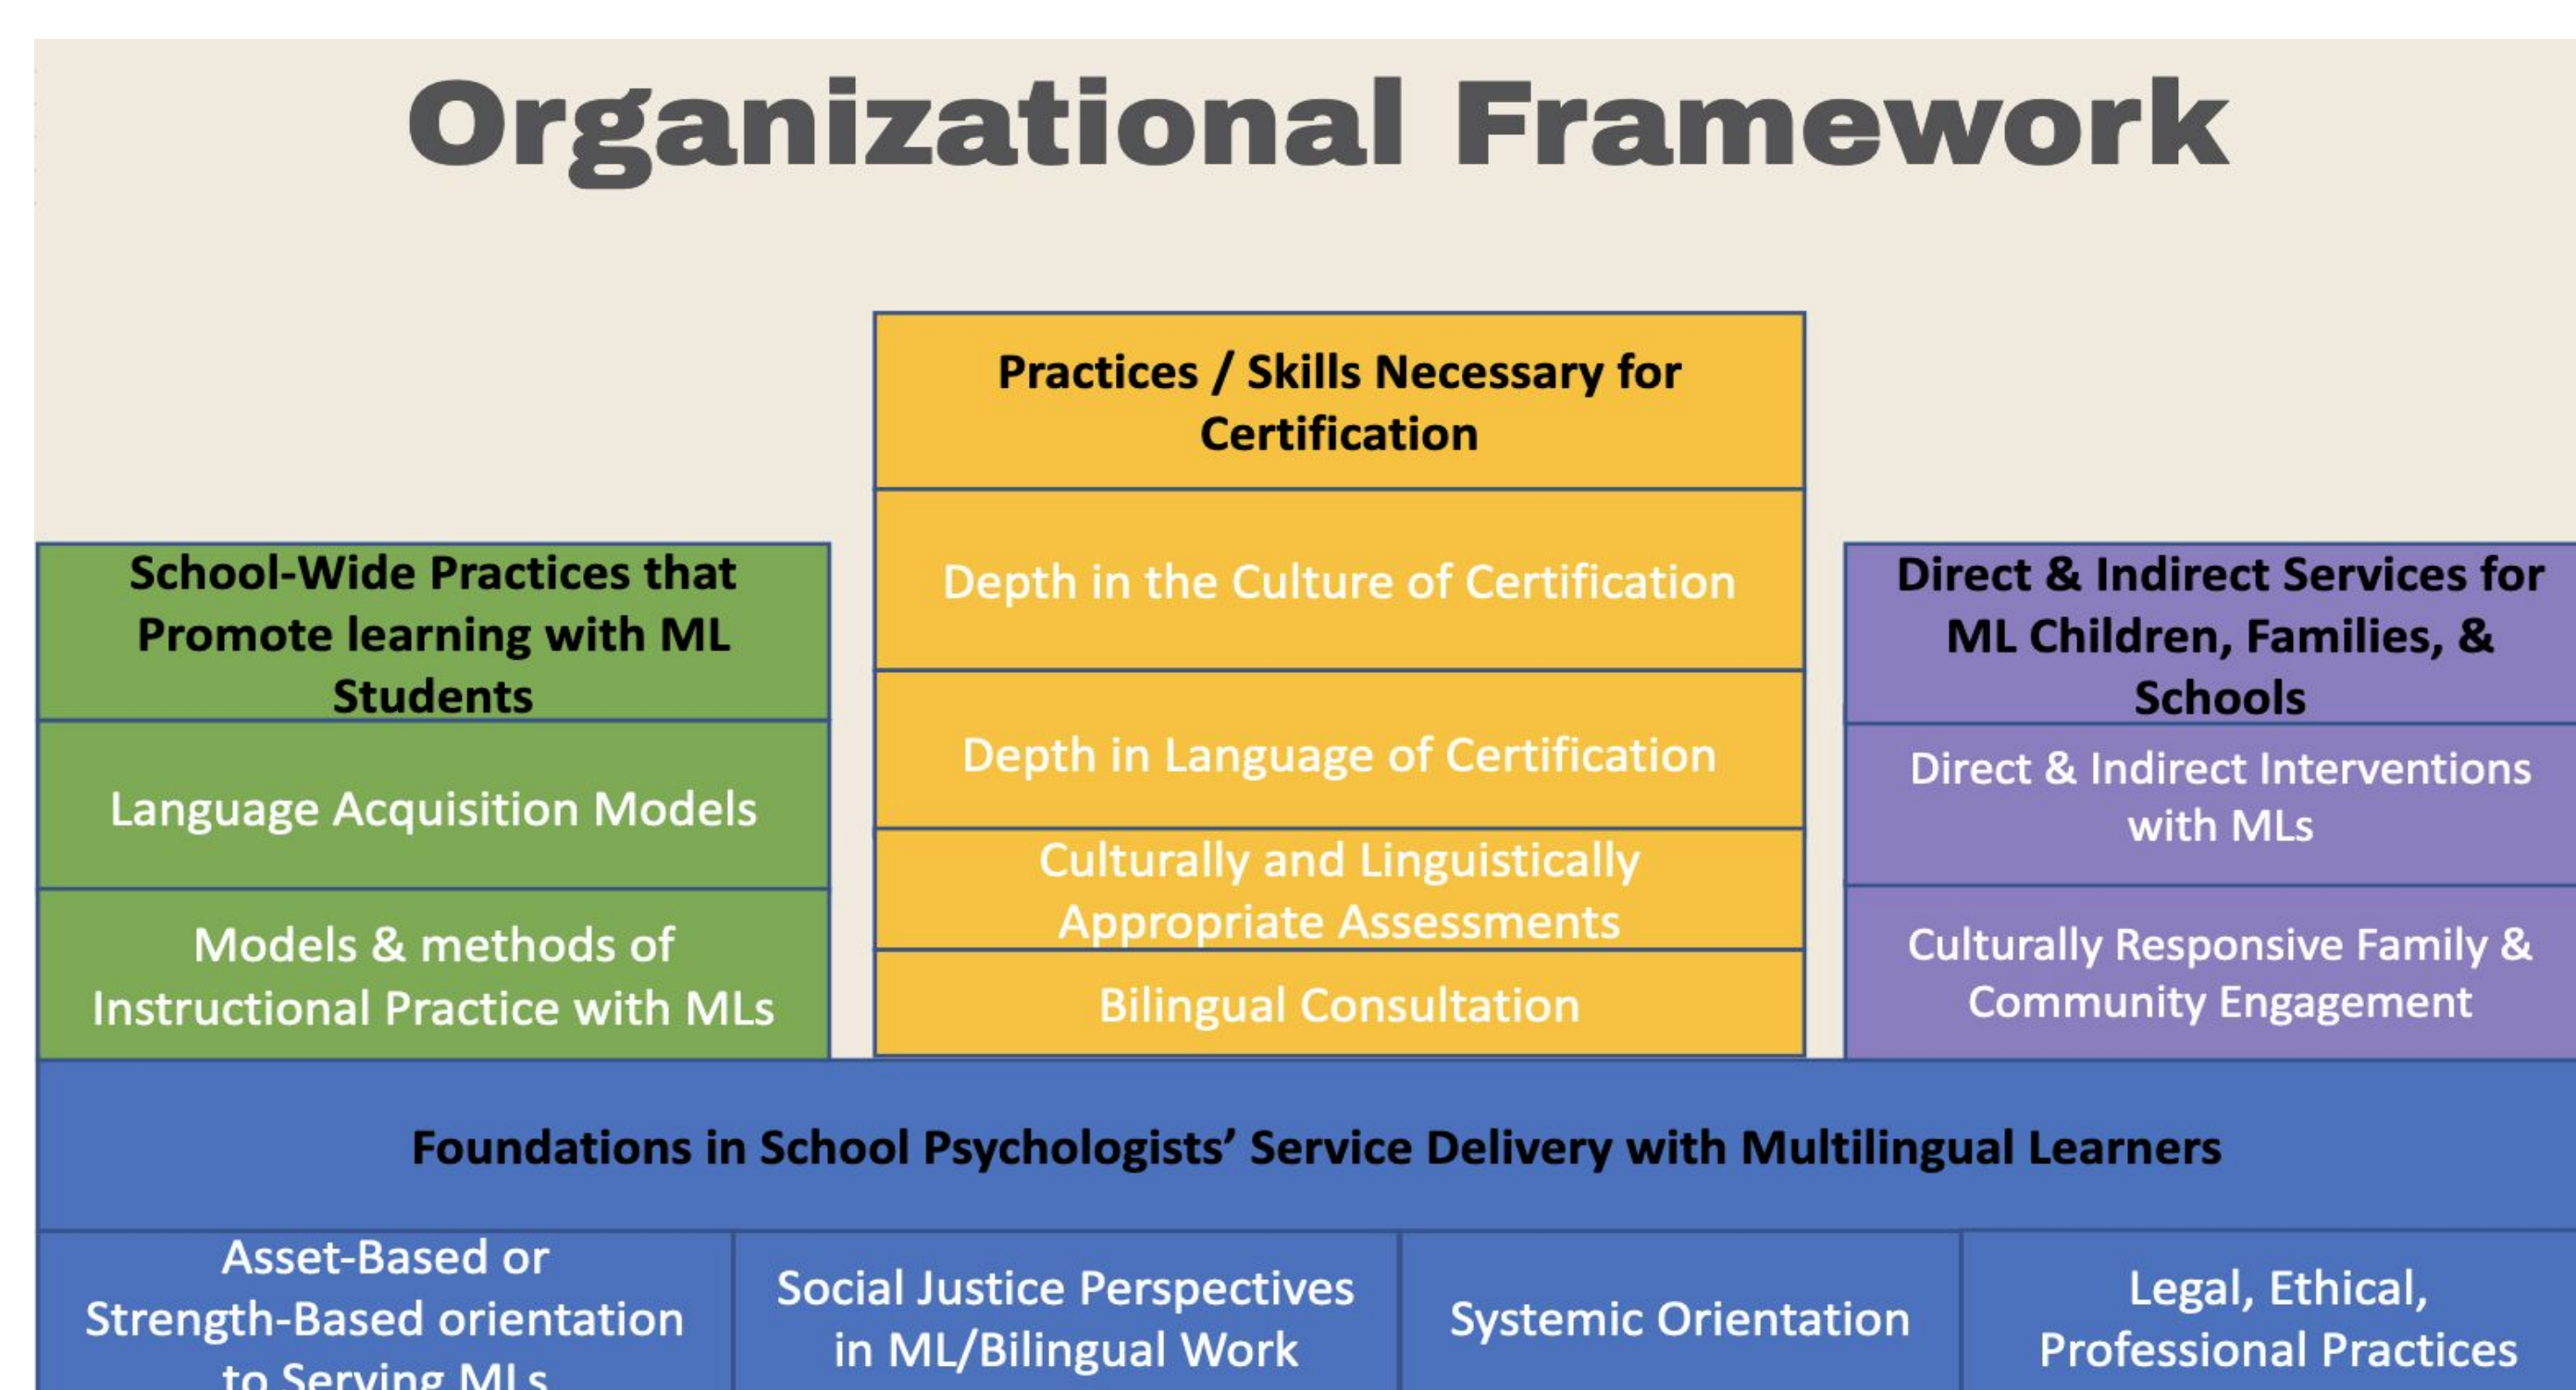 Organizational Framework
Practices / Skills Necessary for
Certification
Depth in the Culture of Certification
Depth in Language of Certification
Culturally and Linguistically
Appropriate Assessments
Bilingual Consultation
School-Wide Practices that
Promote learning with ML
Students
Language Acquisition Models
Models & methods of
Instructional Practice with MLs
Direct & Indirect Services for
ML Children, Families, &
Schools
Direct & Indirect Interventions
with MLs
Culturally Responsive Family &
Community Engagement
Foundations in School Psychologists’ Service Delivery with Multilingual Learners
Asset-Based or
Strength-Based orientation
to Serving MLs
Social Justice Perspectives
in ML/Bilingual Work
Systemic Orientation
Legal, Ethical,
Professional Practices